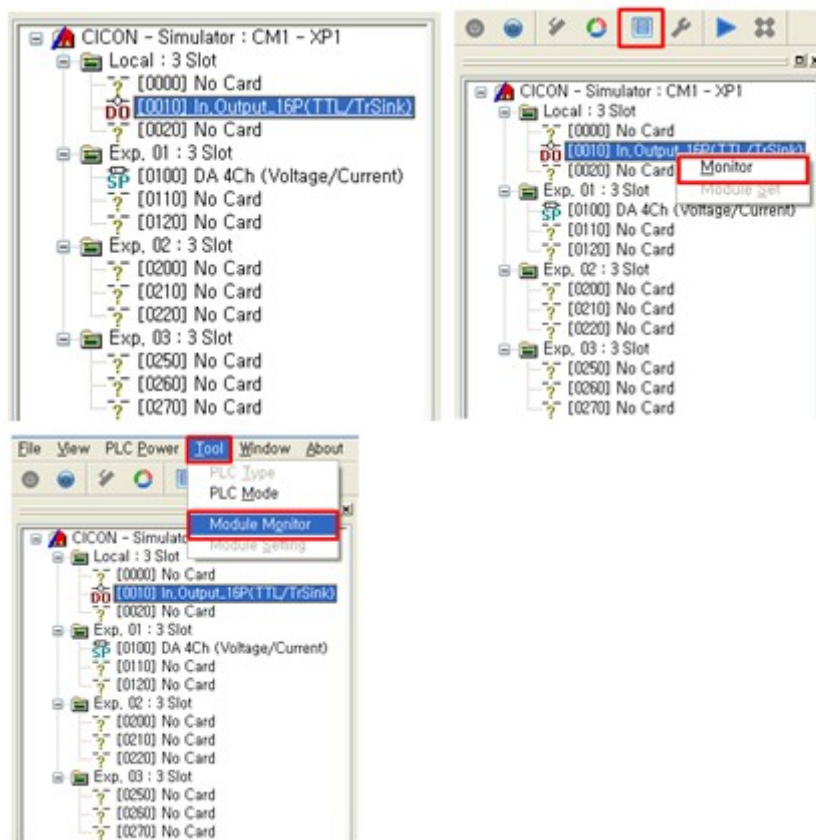 CICON - Simulator : CM1 - XP1
Local : 3 Slot
[0000] No Card
DO [0010] In,Output_16P(TTL/TrSink)
[0020] No Card
Exp, 01 : 3 Slot
SP [0100] DA 4Ch (Voltage/Current)
[0110] No Card
[0120] No Card
Exp, 02 : 3 Slot
[0200] No Card
[0210] No Card
[0220] No Card
Exp, 03 : 3 Slot
[0250] No Card
[0260] No Card
[0270] No Card
CICON - Simulator : CM1 - XP1
Local : 3 Slot
[0000] No Card
DO [0010] In,Output_16P(TTL/TrSink)
[0020] No Card
Monitor
Module Set
Exp, 01 : 3 Slot
SP [0100] DA 4Ch (Voltage/Current)
[0110] No Card
[0120] No Card
Exp, 02 : 3 Slot
[0200] No Card
[0210] No Card
[0220] No Card
Exp, 03 : 3 Slot
[0250] No Card
[0260] No Card
[0270] No Card
File View PLC Power Tool Window About
PLC Type
PLC Mode
Module Monitor
Module Setting
CICON - Simulato
Local : 3 Slot
[0000] No Card
DO [0010] In,Output_16P(TTL/TrSink)
[0020] No Card
Exp, 01 : 3 Slot
SP [0100] DA 4Ch (Voltage/Current)
[0110] No Card
[0120] No Card
Exp, 02 : 3 Slot
[0200] No Card
[0210] No Card
[0220] No Card
Exp, 03 : 3 Slot
[0250] No Card
[0260] No Card
[0270] No Card